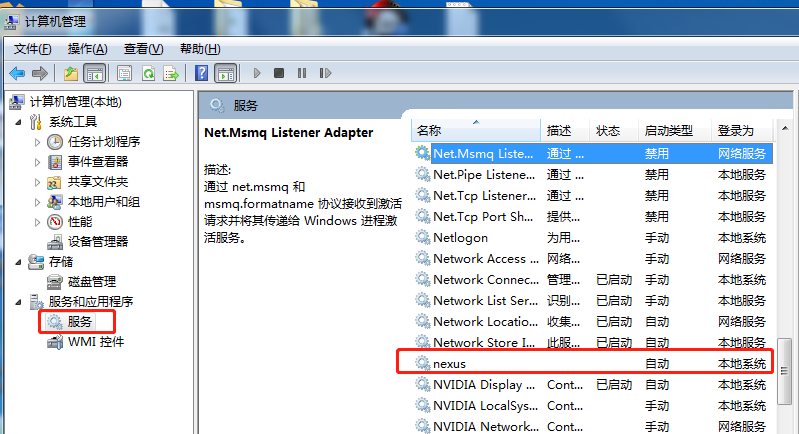 计算机管理
文件(F) 操作(A) 查看(V) 帮助(H)
计算机管理(本地)
系统工具
任务计划程序
事件查看器
共享文件夹
本地用户和组
性能
设备管理器
存储
磁盘管理
服务和应用程序
服务
WMI 控件
服务
Net.Msmq Listener Adapter
描述:
通过 net.msmq 和
msmq.formatname 协议接收到激活
请求并将其传递给 Windows 进程激
活服务。
名称 描述 状态 启动类型 登录为
Net.Msmq Liste... 通过 ... 禁用 网络服务
Net.Pipe Listene... 通过 ... 禁用 本地服务
Net.Tcp Listener... 通过 ... 禁用 本地服务
Net.Tcp Port Sh... 提供... 禁用 本地服务
Netlogon 为用... 手动 本地系统
Network Access ... 网络... 手动 网络服务
Network Connec... 管理... 已启动 手动 本地系统
Network List Ser... 识别... 已启动 手动 本地服务
Network Locatio... 收集... 已启动 自动 网络服务
Network Store I... 此服... 已启动 自动 本地服务
nexus 自动 本地系统
NVIDIA Display ... Cont... 已启动 自动 本地系统
NVIDIA LocalSys... Cont... 手动 本地系统
NVIDIA Network... Cont... 手动 网络服务